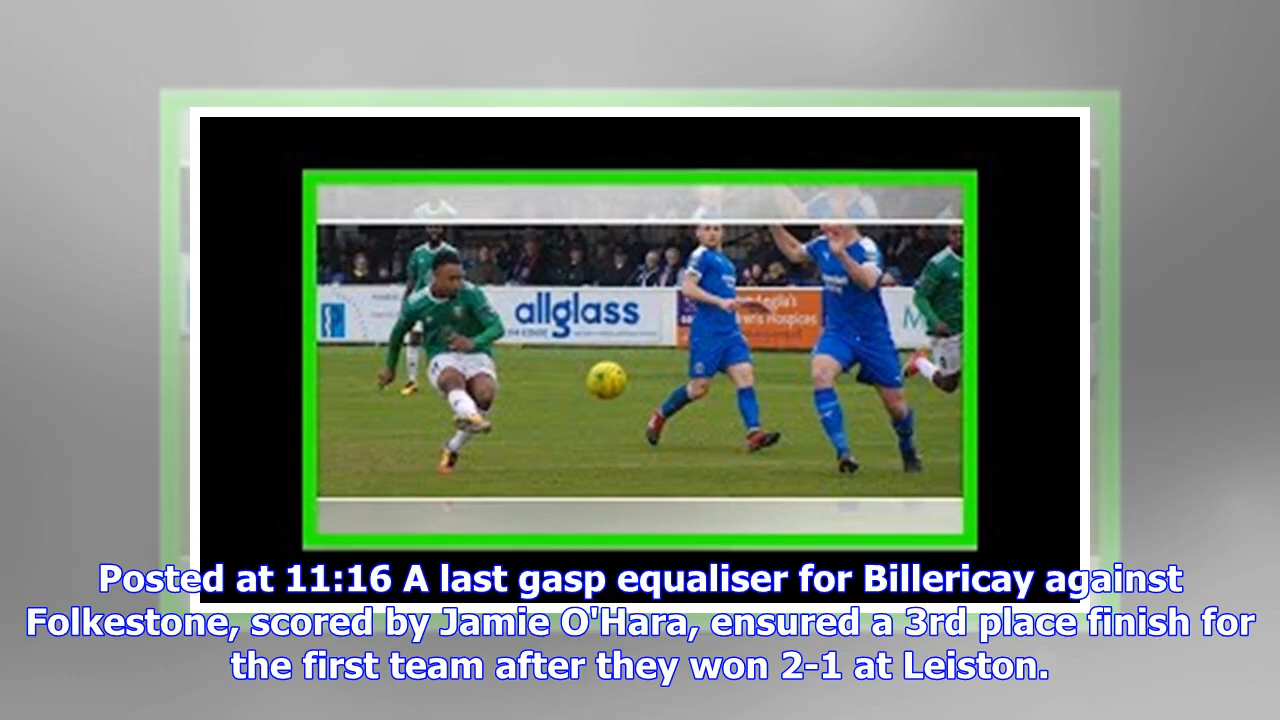 allglass
Hospices
Posted at 11:16 A last gasp equaliser for Billericay against
Folkestone, scored by Jamie O'Hara, ensured a 3rd place finish for
the first team after they won 2-1 at Leiston.